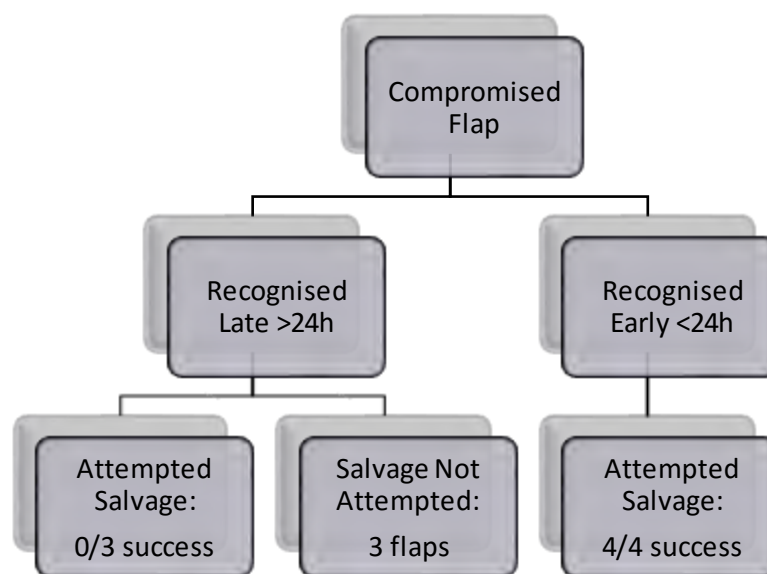 Compromised
Flap
Recognised
Late >24h
Recognised
Early <24h
Attempted
Salvage:
0/3 success
Salvage Not
Attempted:
3 flaps
Attempted
Salvage:
4/4 success